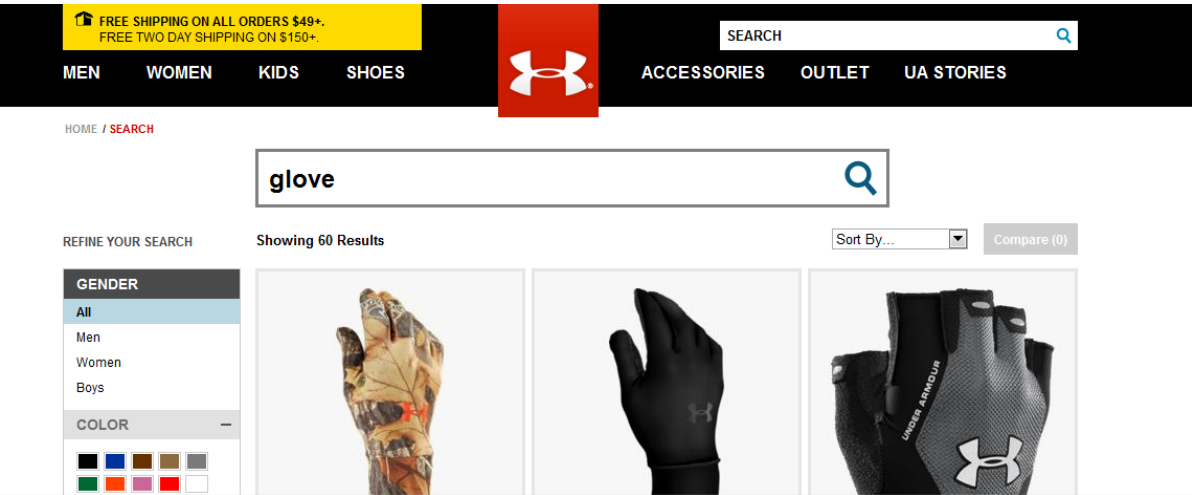 FREE SHIPPING ON ALL ORDERS $49+.
FREE TWO DAY SHIPPING ON $150+.
SEARCH
MEN WOMEN KIDS SHOES ACCESSORIES OUTLET UA STORIES
HOME / SEARCH
glove
REFINE YOUR SEARCH
Showing 60 Results
Sort By...
Compare (0)
GENDER
All
Men
Women
Boys
COLOR
UNDER ARMOUR